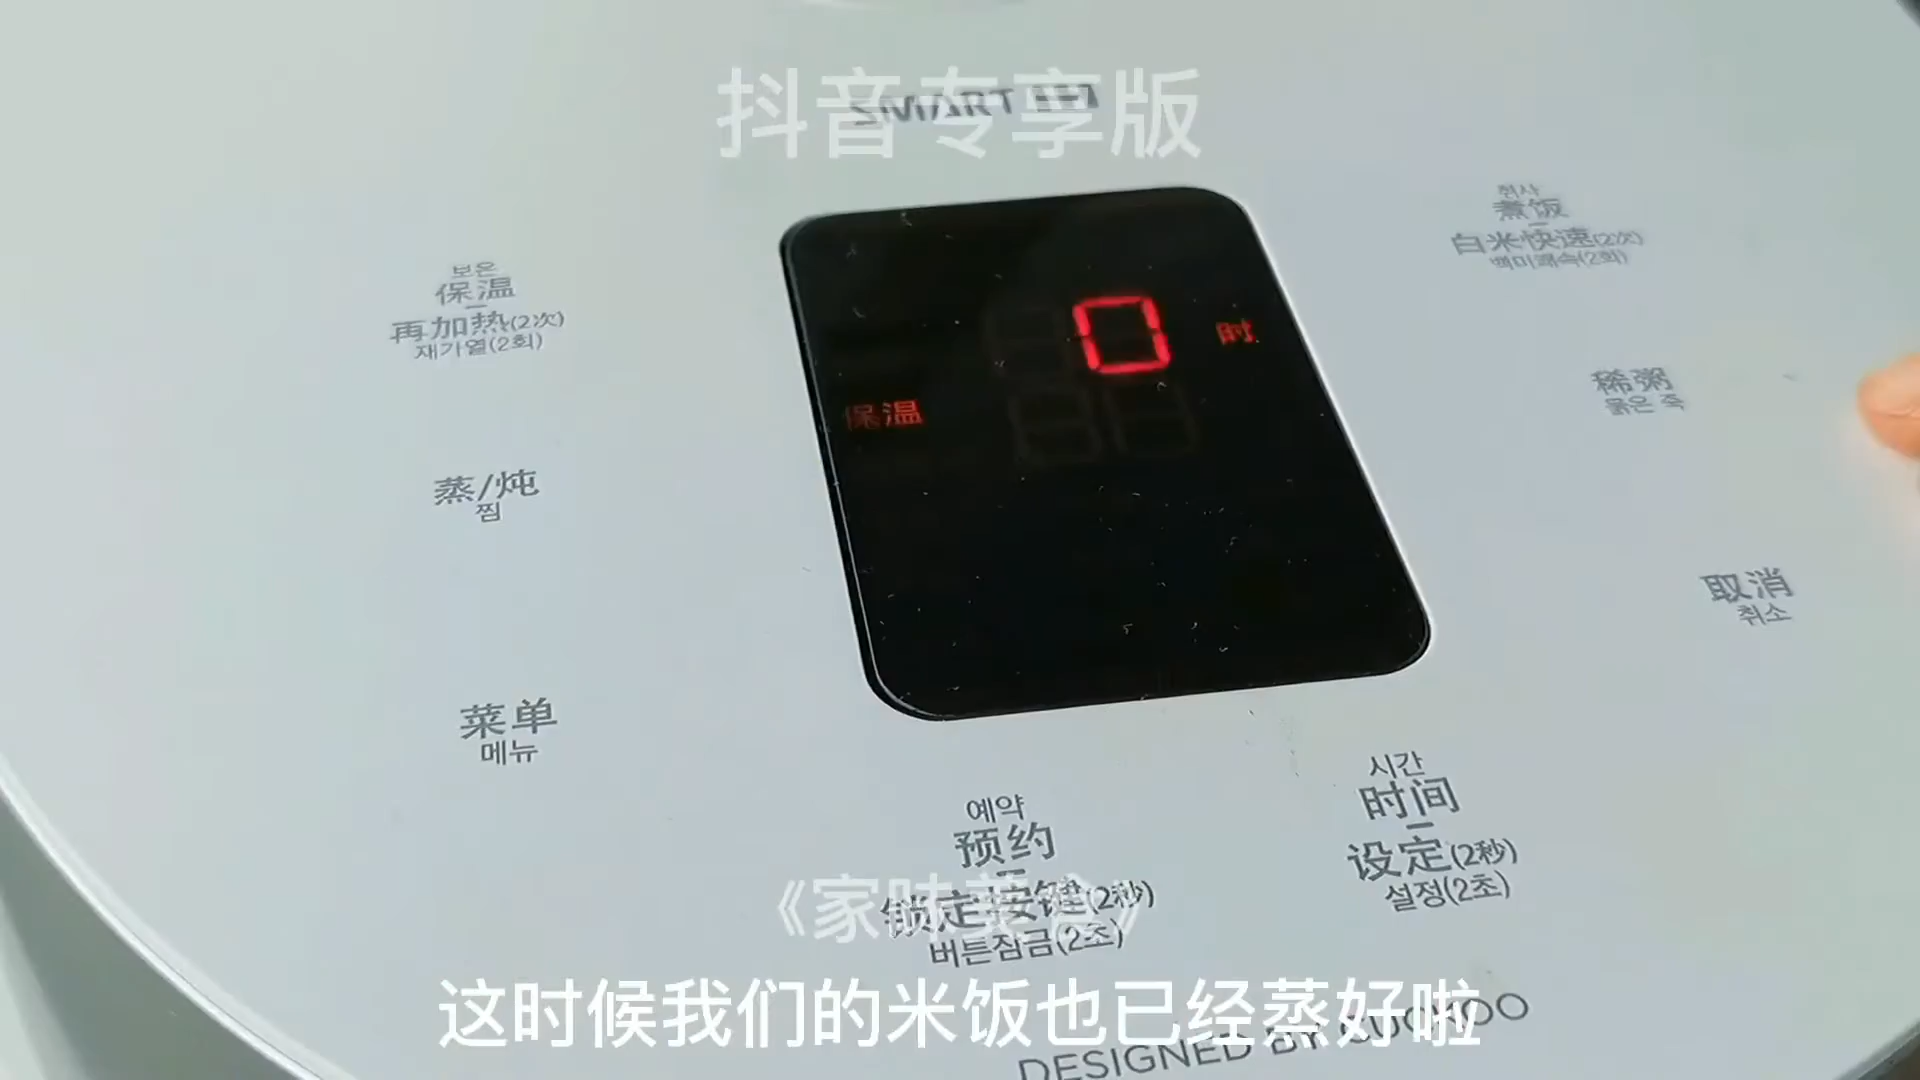 抖音专享版
SMART IH
보온
保温
再加热(2次)
재가열(2회)
蒸/炖
찜
菜单
메뉴
0 时
保温
취사
煮饭
白米快速(2次)
백미쾌속(2회)
稀粥
묽은 죽
取消
취소
예약
预约
锁定按键(2秒)
버튼잠금(2초)
시간
时间
设定(2秒)
설정(2초)
《家味美食》
这时候我们的米饭也已经蒸好啦
DESIGNED BY CUCKOO